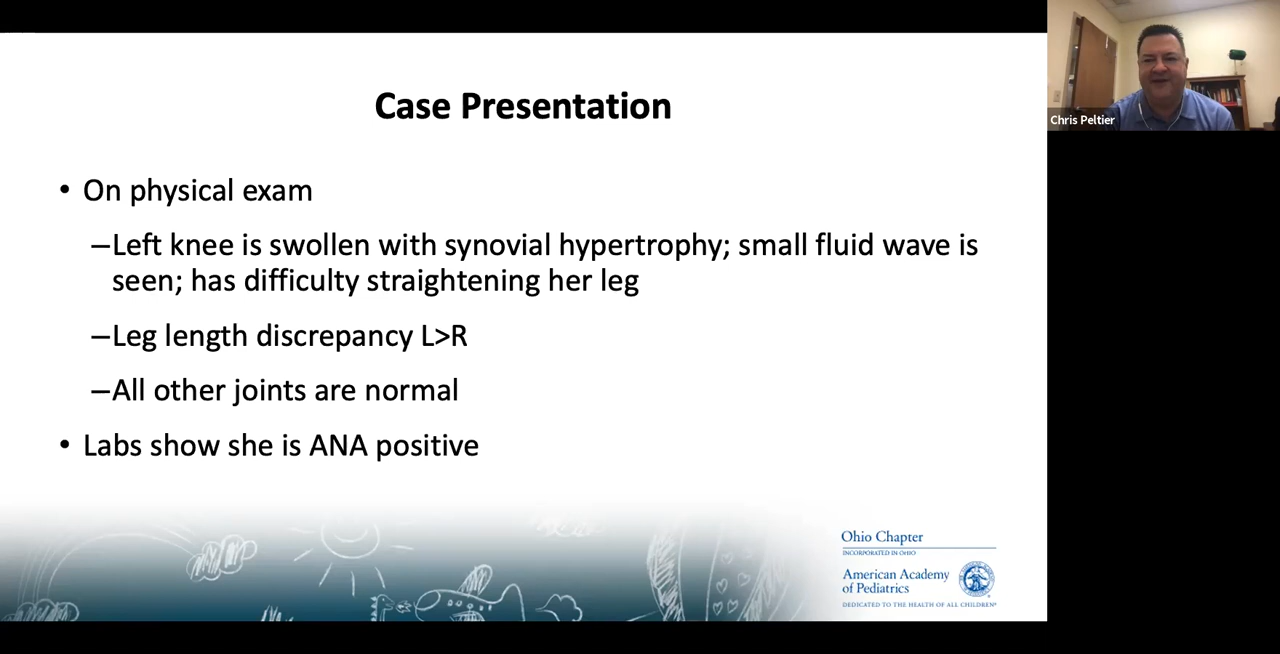 Case Presentation
Chris Peltier
• On physical exam
–Left knee is swollen with synovial hypertrophy; small fluid wave is
seen; has difficulty straightening her leg
–Leg length discrepancy L>R
–All other joints are normal
• Labs show she is ANA positive
Ohio Chapter
INCORPORATED IN OHIO
American Academy
of Pediatrics
DEDICATED TO THE HEALTH OF ALL CHILDREN®